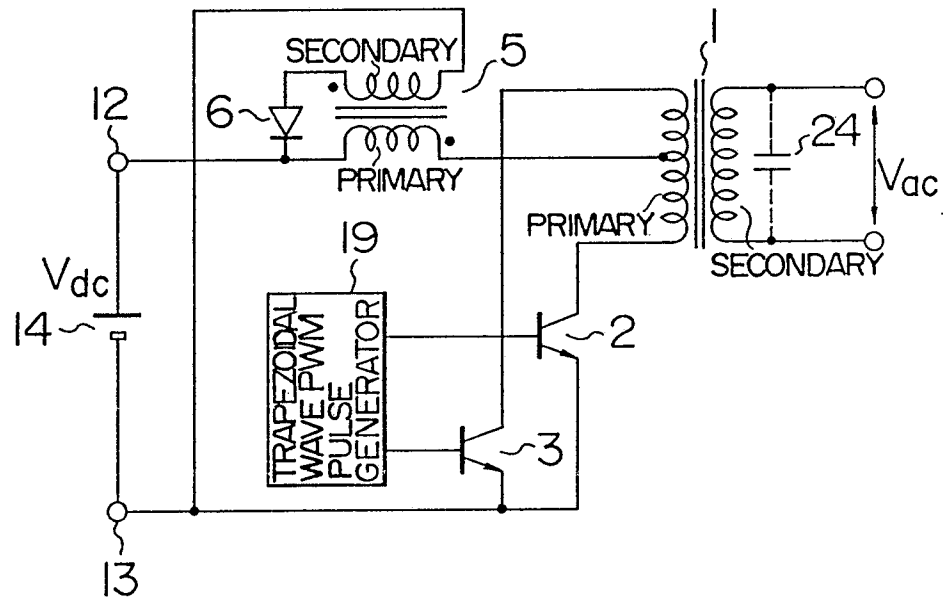 1
SECONDARY
5
12
6
24
PRIMARY
Vac
PRIMARY
19
SECONDARY
Vdc
14
TRAPEZOIDAL
WAVE PWM
PULSE
GENERATOR
2
3
13